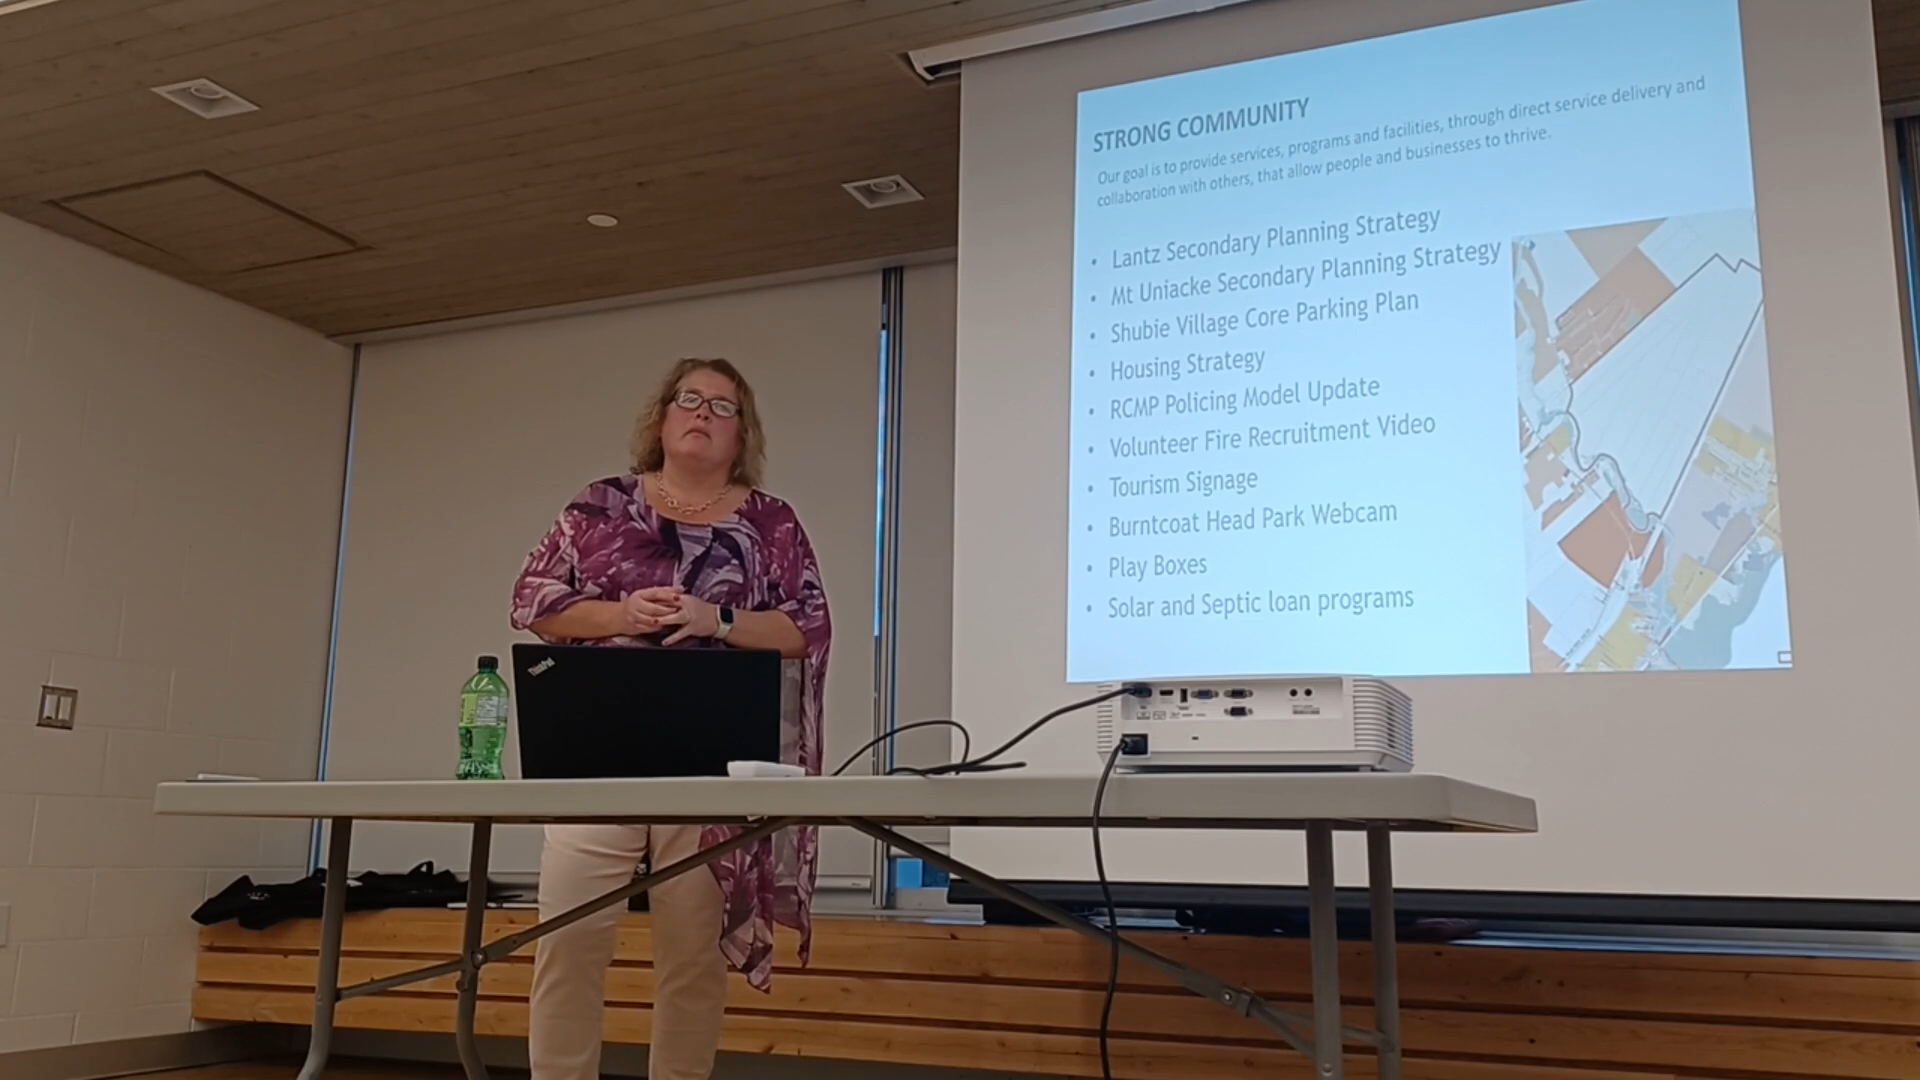 STRONG COMMUNITY
Our goal is to provide services, programs and facilities, through direct service delivery and
collaboration with others, that allow people and businesses to thrive.
• Lantz Secondary Planning Strategy
• Mt Uniacke Secondary Planning Strategy
• Shubie Village Core Parking Plan
• Housing Strategy
• RCMP Policing Model Update
• Volunteer Fire Recruitment Video
• Tourism Signage
• Burntcoat Head Park Webcam
• Play Boxes
• Solar and Septic loan programs
ThinkPad